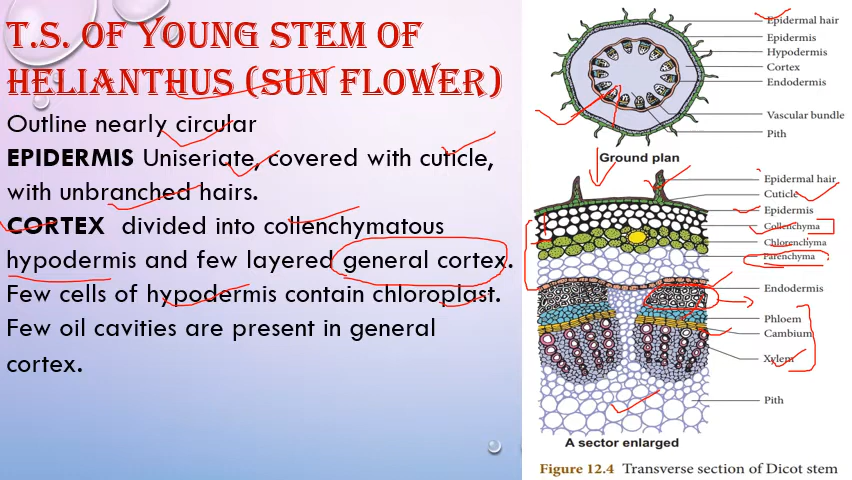 T.S. OF YOUNG STEM OF
HELIANTHUS (SUN FLOWER)
Outline nearly circular
EPIDERMIS Uniseriate, covered with cuticle,
with unbranched hairs.
CORTEX divided into collenchymatous
hypodermis and few layered general cortex.
Few cells of hypodermis contain chloroplast.
Few oil cavities are present in general
cortex.
Epidermal hair
Epidermis
Hypodermis
Cortex
Endodermis
Vascular bundle
Pith
Ground plan
Epidermal hair
Cuticle
Epidermis
Collenchyma
Chlorenchyma
Parenchyma
Endodermis
Phloem
Cambium
Xylem
Pith
A sector enlarged
Figure 12.4 Transverse section of Dicot stem